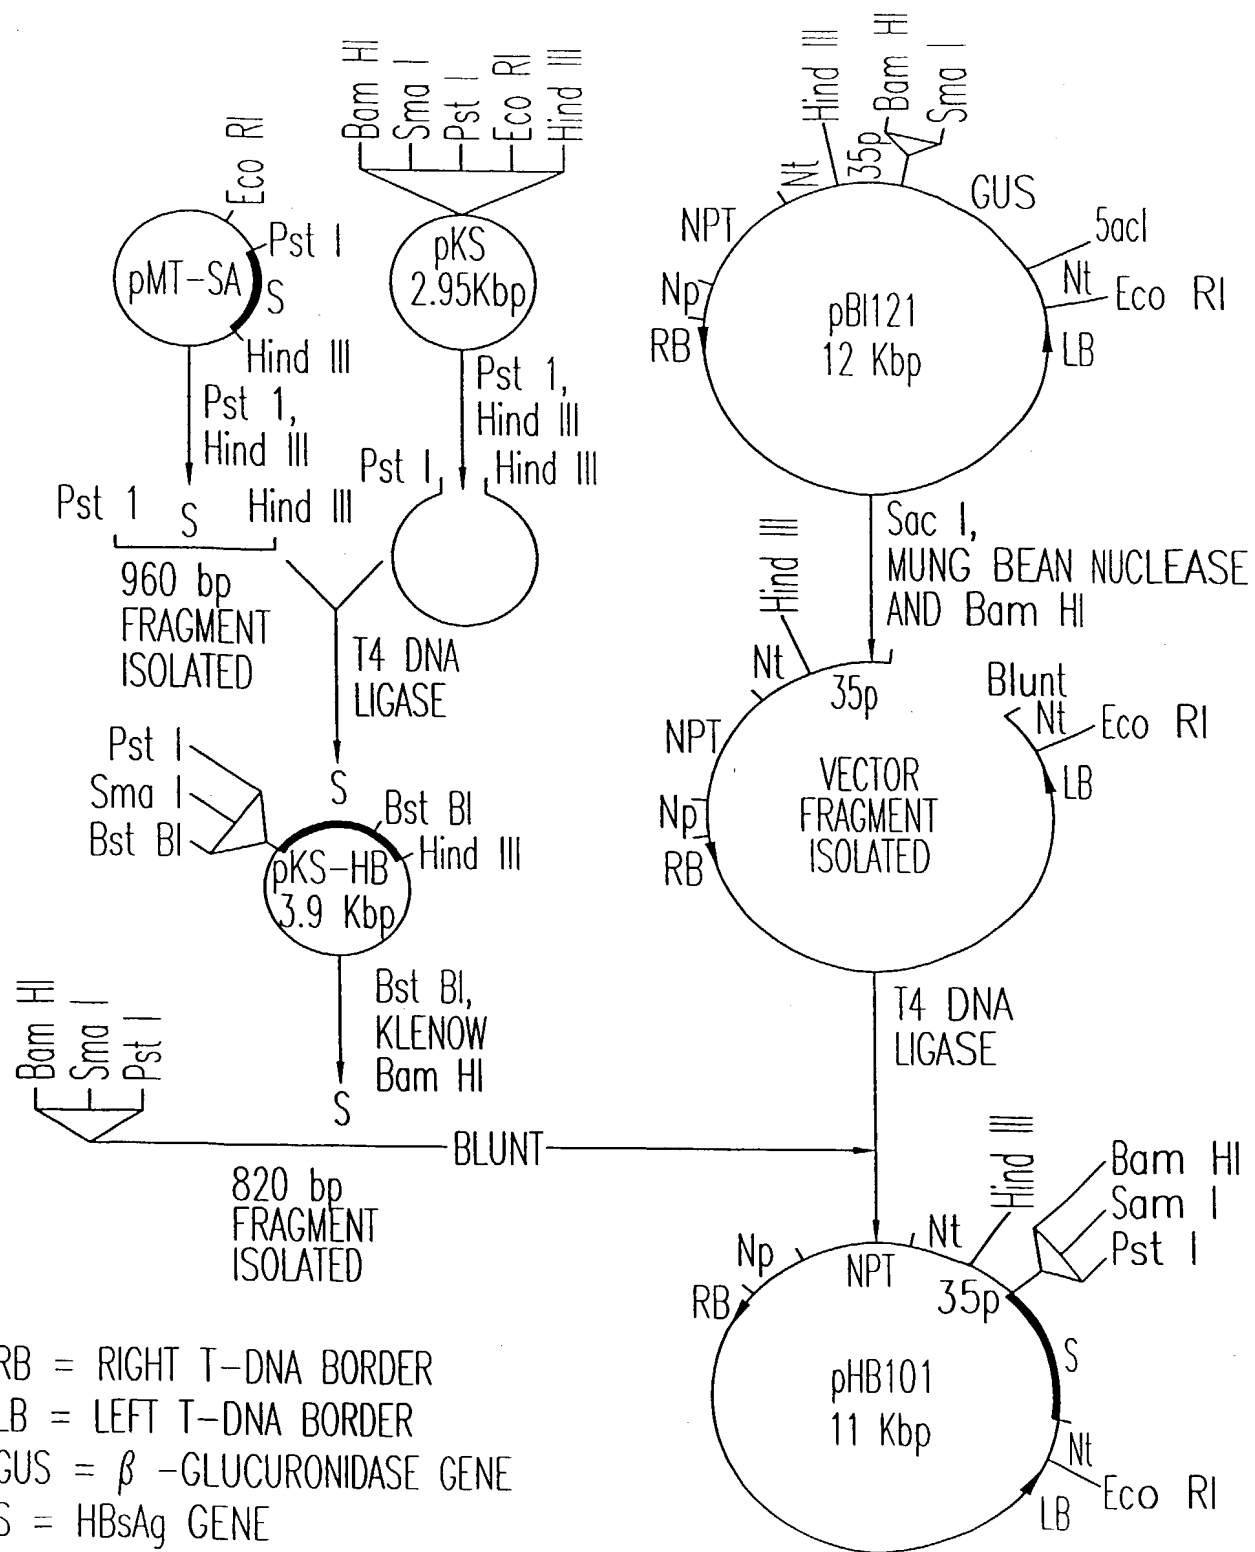 Eco RI
Pst I
pMT-SA
S
Hind III
Pst 1,
Hind III
Pst 1
S
Hind III
960 bp
FRAGMENT
ISOLATED
Bam HI
Sma I
Pst I
Eco RI
Hind III
pKS
2.95Kbp
Pst 1,
Hind III
Pst I
Hind III
T4 DNA
LIGASE
Pst I
Sma I
Bst BI
S
Bst BI
Hind III
pKS-HB
3.9 Kbp
Bst BI,
KLENOW
Bam HI
S
Bam HI
Sma I
Pst I
BLUNT
820 bp
FRAGMENT
ISOLATED
Hind III
35p
Bam HI
Sma I
Nt
GUS
NPT
5acI
Np
Nt
Eco RI
RB
LB
pBI121
12 Kbp
Sac I,
MUNG BEAN NUCLEASE
AND Bam HI
Hind III
Nt
35p
Blunt
Nt
Eco RI
NPT
LB
Np
RB
VECTOR
FRAGMENT
ISOLATED
T4 DNA
LIGASE
Hind III
Bam HI
Sam I
Pst I
Np
NPT
Nt
35p
RB
S
pHB101
11 Kbp
Nt
Eco RI
LB
RB = RIGHT T-DNA BORDER
LB = LEFT T-DNA BORDER
GUS = β -GLUCURONIDASE GENE
S = HBsAg GENE